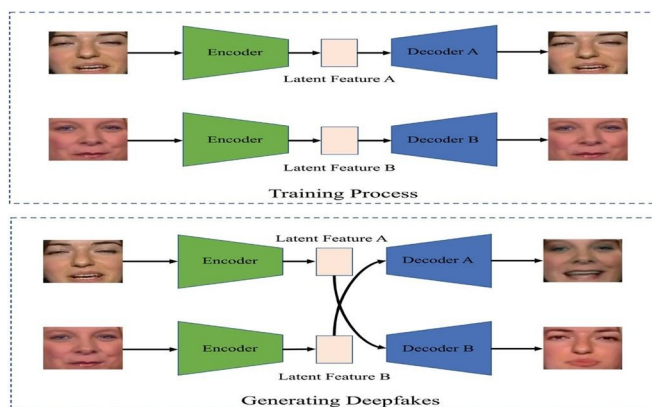 Encoder
Decoder A
Latent Feature A
Encoder
Decoder B
Latent Feature B
Training Process
Latent Feature A
Encoder
Decoder A
Encoder
Decoder B
Latent Feature B
Generating Deepfakes